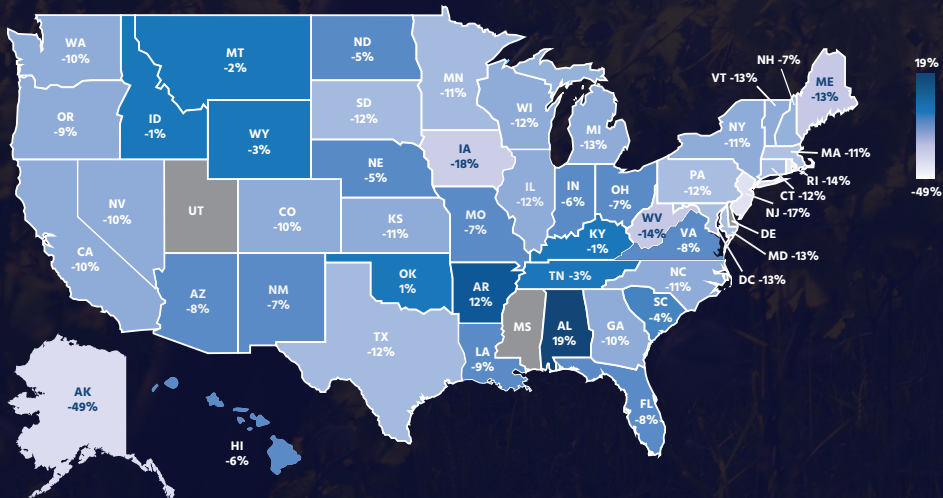 WA
-10%
OR
-9%
CA
-10%
NV
-10%
ID
-1%
MT
-2%
WY
-3%
UT
AZ
-8%
CO
-10%
NM
-7%
ND
-5%
SD
-12%
NE
-5%
KS
-11%
OK
1%
TX
-12%
MN
-11%
IA
-18%
MO
-7%
AR
12%
LA
-9%
WI
-12%
IL
-12%
MS
MI
-13%
IN
-6%
OH
-7%
KY
-1%
TN -3%
AL
19%
GA
-10%
FL
-8%
SC
-4%
NC
-11%
VA
-8%
WV
-14%
PA
-12%
NY
-11%
VT -13%
NH -7%
ME
-13%
MA -11%
RI -14%
CT -12%
NJ -17%
DE
MD -13%
DC -13%
AK
-49%
HI
-6%
19%
-49%